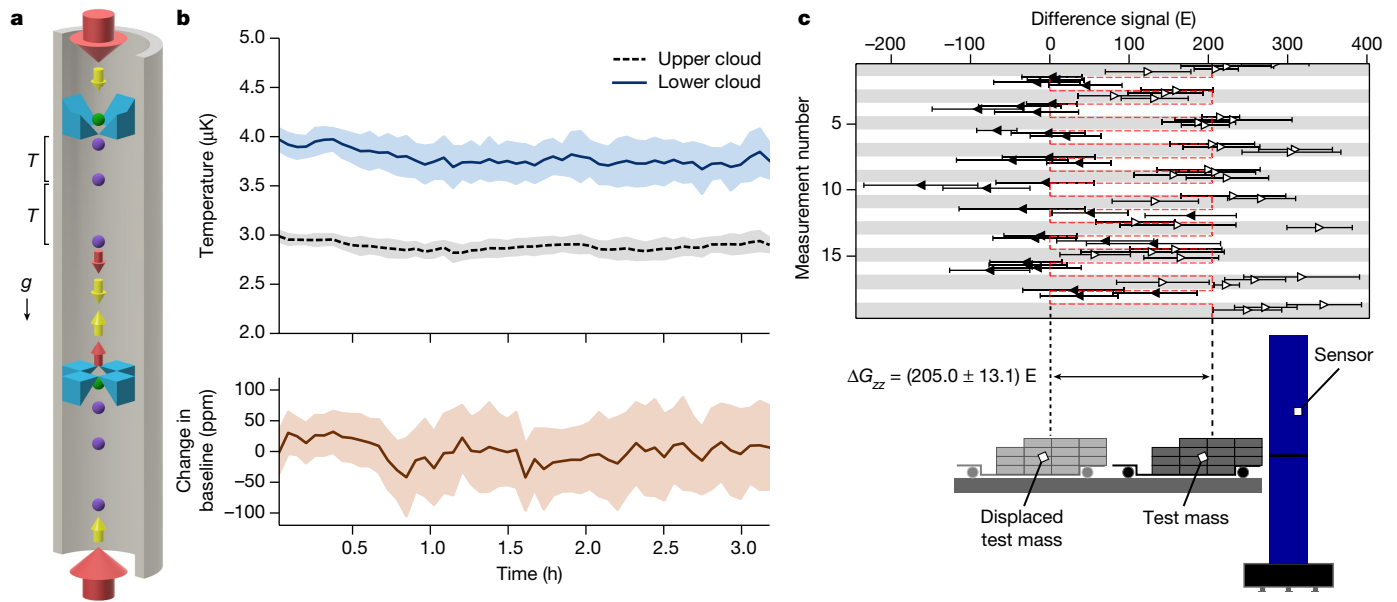 a
T
T
g
b
5.0
4.5
4.0
3.5
3.0
2.5
2.0
Temperature (μK)
Upper cloud
Lower cloud
100
50
0
−50
−100
Change in
baseline (ppm)
0.5 1.0 1.5 2.0 2.5 3.0
Time (h)
c
Difference signal (E)
−200 −100 0 100 200 300 400
Measurement number
5
10
15
ΔGzz = (205.0 ± 13.1) E
Sensor
Displaced
test mass
Test mass